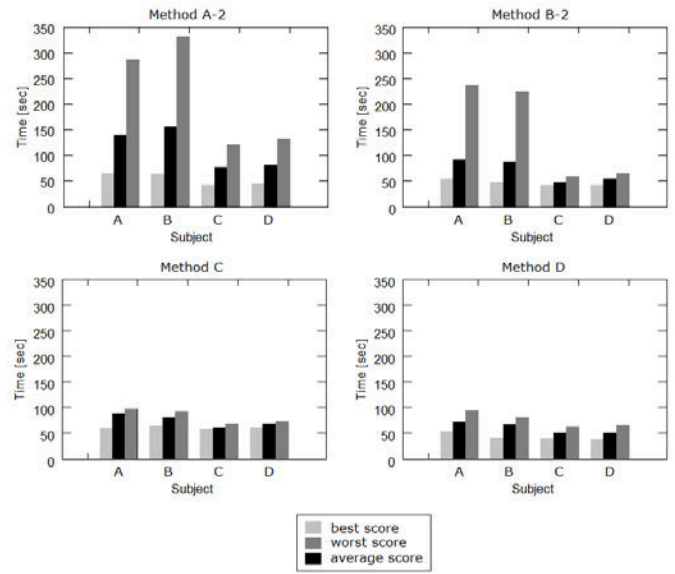 Method A-2
350
300
250
200
150
100
50
0
Time [sec]
A B C D
Subject
Method B-2
350
300
250
200
150
100
50
0
Time [sec]
A B C D
Subject
Method C
350
300
250
200
150
100
50
0
Time [sec]
A B C D
Subject
Method D
350
300
250
200
150
100
50
0
Time [sec]
A B C D
Subject
best score
worst score
average score